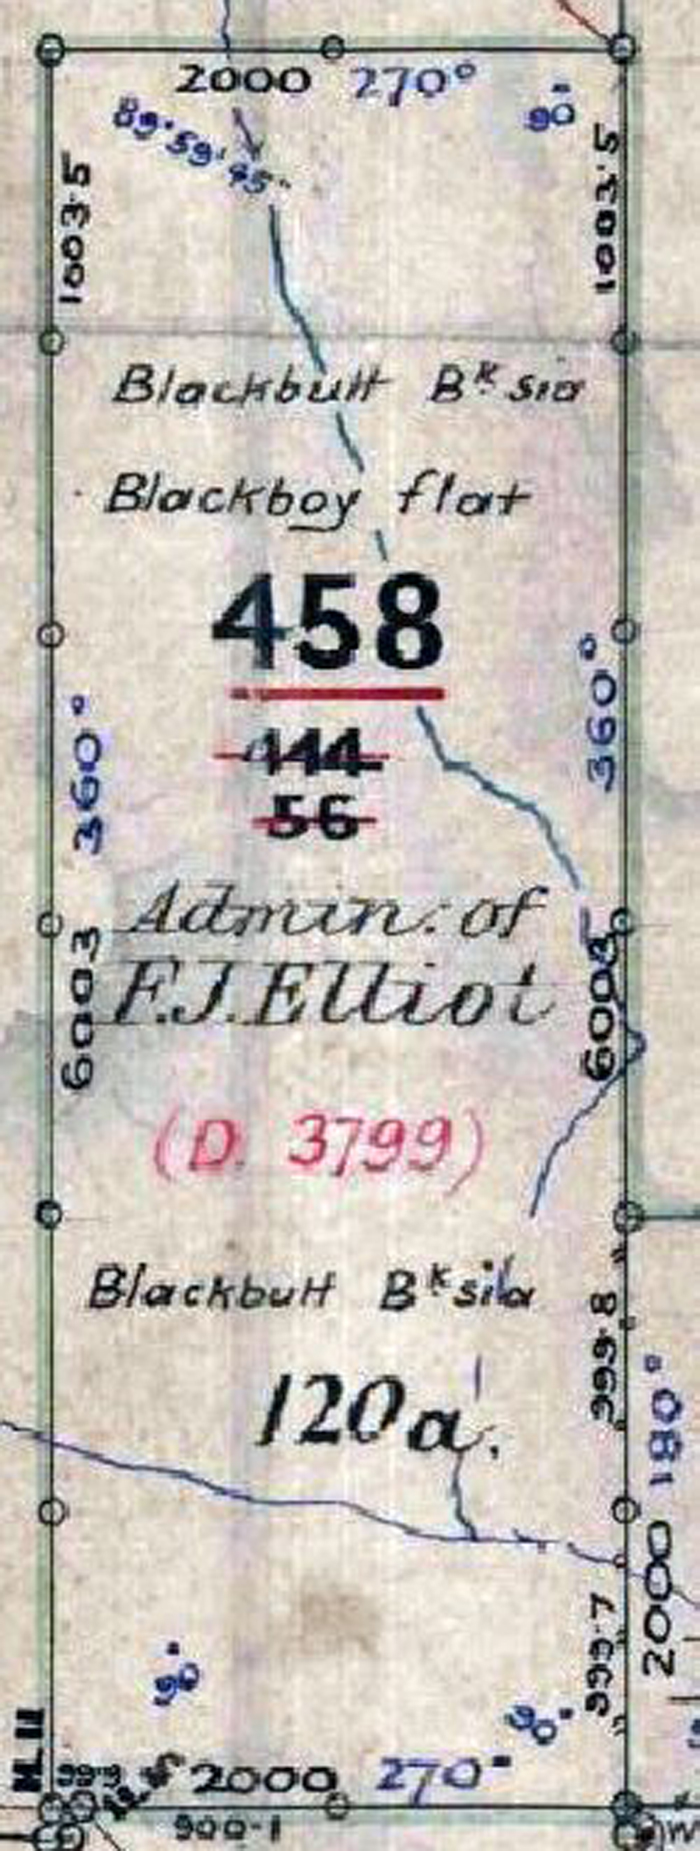 2000 270°
89°59'45"
90°
1003.5
1003.5
Blackbutt Bk sia
Blackboy flat
458
444
56
360°
360°
Admin: of
F.J. Elliot
6003
6003
(D. 3799)
Blackbutt Bk sila
999.8
120a.
180°
2000
999.7
90°
90°
2000 270°
900.1